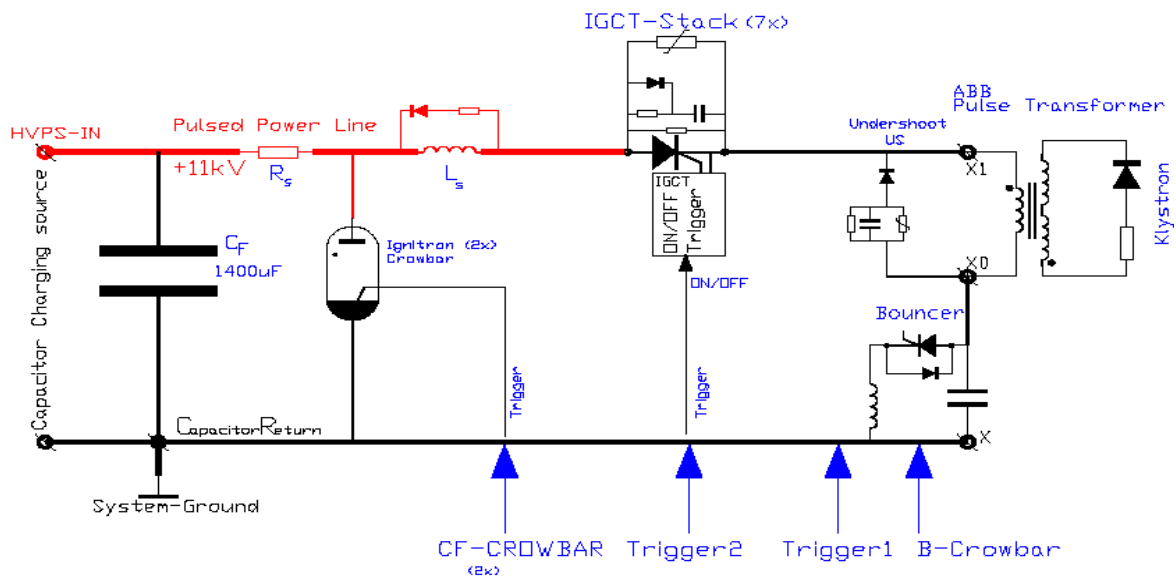 IGCT-Stack (7x)
ABB
Pulse Transformer
HVPS-IN
Pulsed Power Line
Undershoot
US
+11kV
Rs
Ls
X1
IGCT
ON/OFF
Trigger
Klystron
Capacitor Charging source
CF
1400uF
Ignitron (2x)
Crowbar
X0
ON/OFF
Bouncer
Trigger
Trigger
CapacitorReturn
X
System-Ground
CF-CROWBAR
(2x)
Trigger2
Trigger1
B-Crowbar